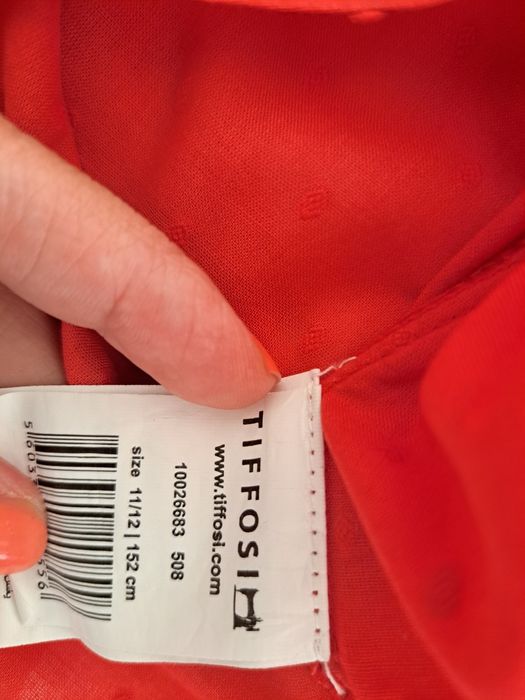 TIFFOSI
www.tiffosi.com
10026683 508
size 11/12 | 152 cm